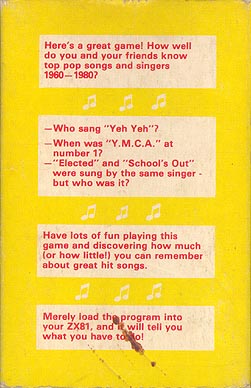 Here's a great game! How well
do you and your friends know
top pop songs and singers
1960—1980?
—Who sang "Yeh Yeh"?
—When was "Y.M.C.A." at
number 1?
—"Elected" and "School's Out"
were sung by the same singer -
but who was it?
Have lots of fun playing this
game and discovering how much
(or how little!) you can remember
about great hit songs.
Merely load the program into
your ZX81, and it will tell you
what you have to do!